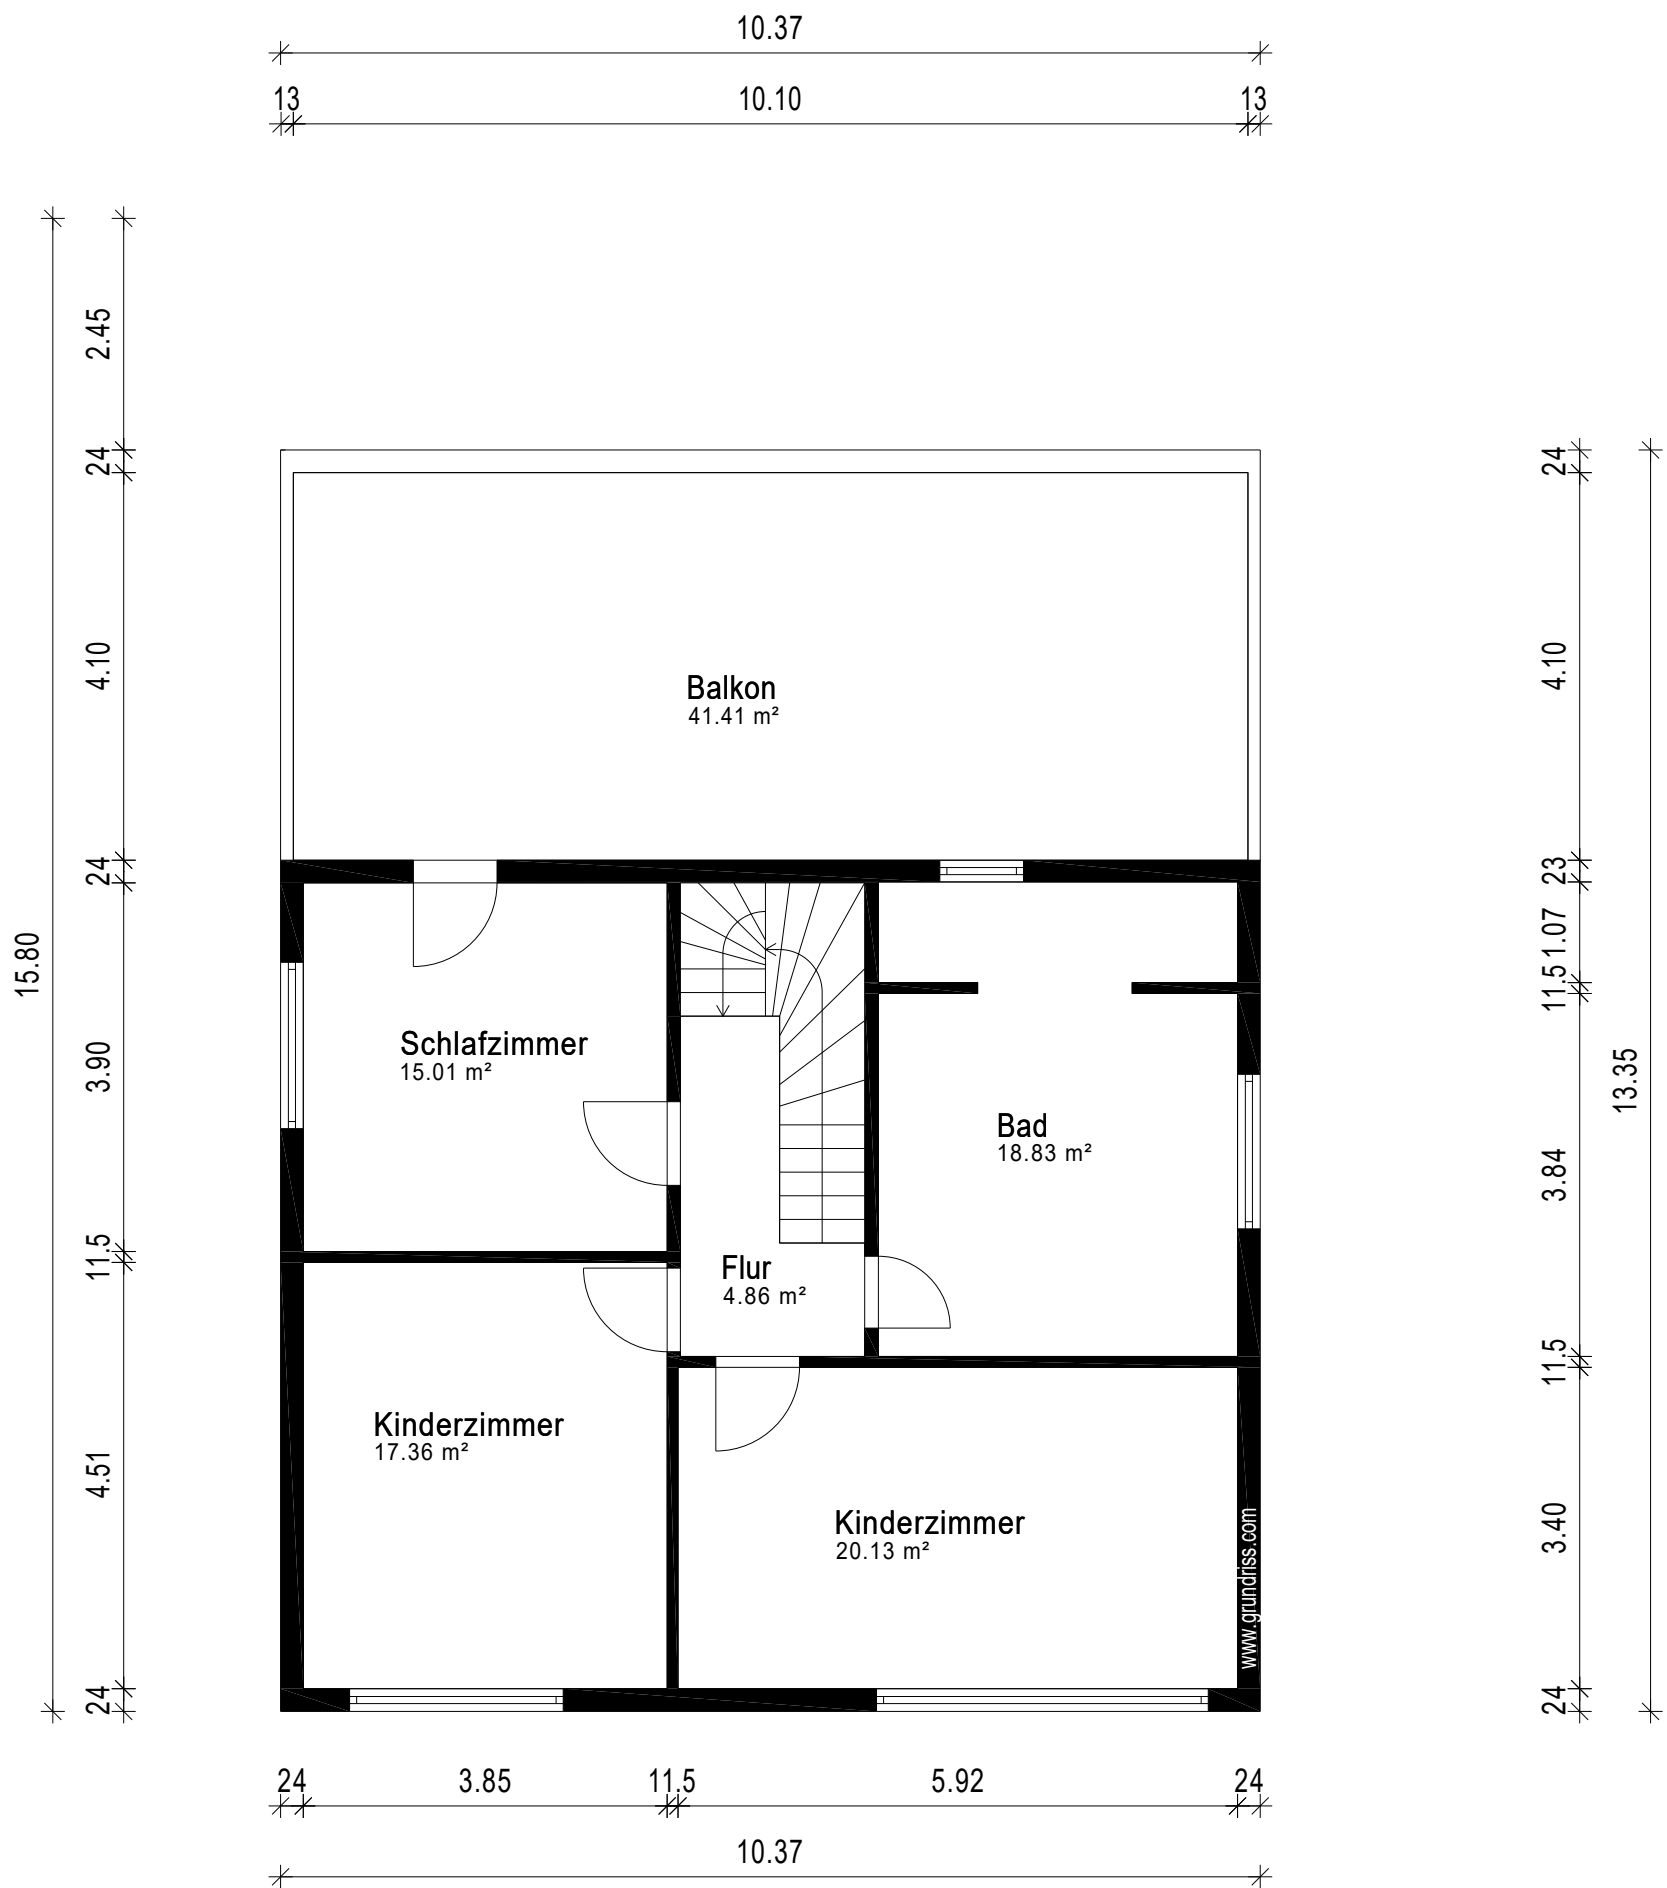 10.37
13 10.10 13
15.80
2.45
24
4.10
24
3.90
11.5
4.51
24
Balkon
41.41 m²
Schlafzimmer
15.01 m²
Bad
18.83 m²
Flur
4.86 m²
Kinderzimmer
17.36 m²
Kinderzimmer
20.13 m²
www.grundriss.com
24
4.10
23
1.07
11.5
3.84
11.5
3.40
24
13.35
24 3.85 11.5 5.92 24
10.37